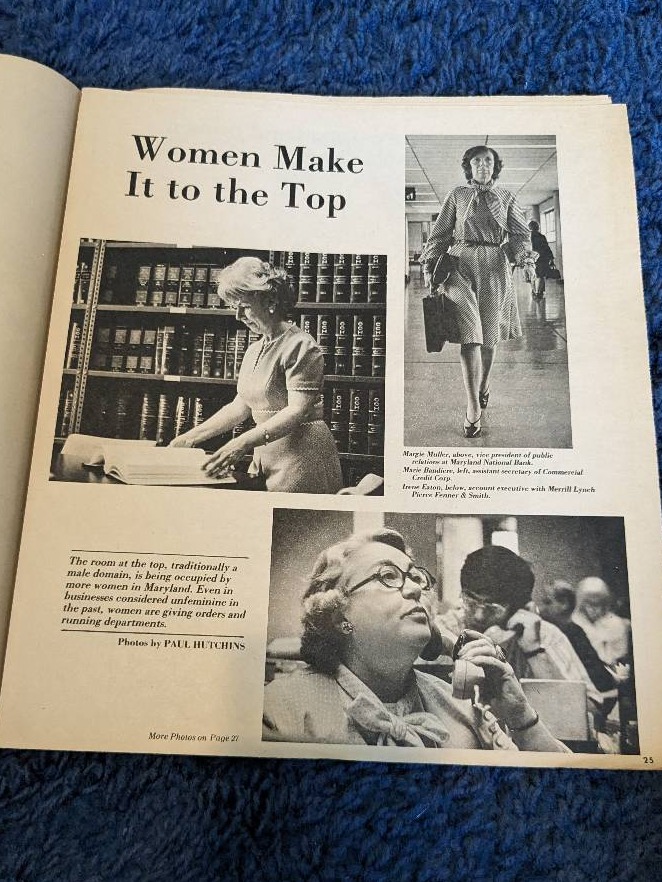 Women Make
It to the Top
Margie Muller, above, vice president of public
relations at Maryland National Bank.
Marie Bandiere, left, assistant secretary of Commercial
Credit Corp.
Irene Eaton, below, account executive with Merrill Lynch
Pierce Fenner & Smith.
The room at the top, traditionally a
male domain, is being occupied by
more women in Maryland. Even in
businesses considered unfeminine in
the past, women are giving orders and
running departments.
Photos by PAUL HUTCHINS
More Photos on Page 27
25